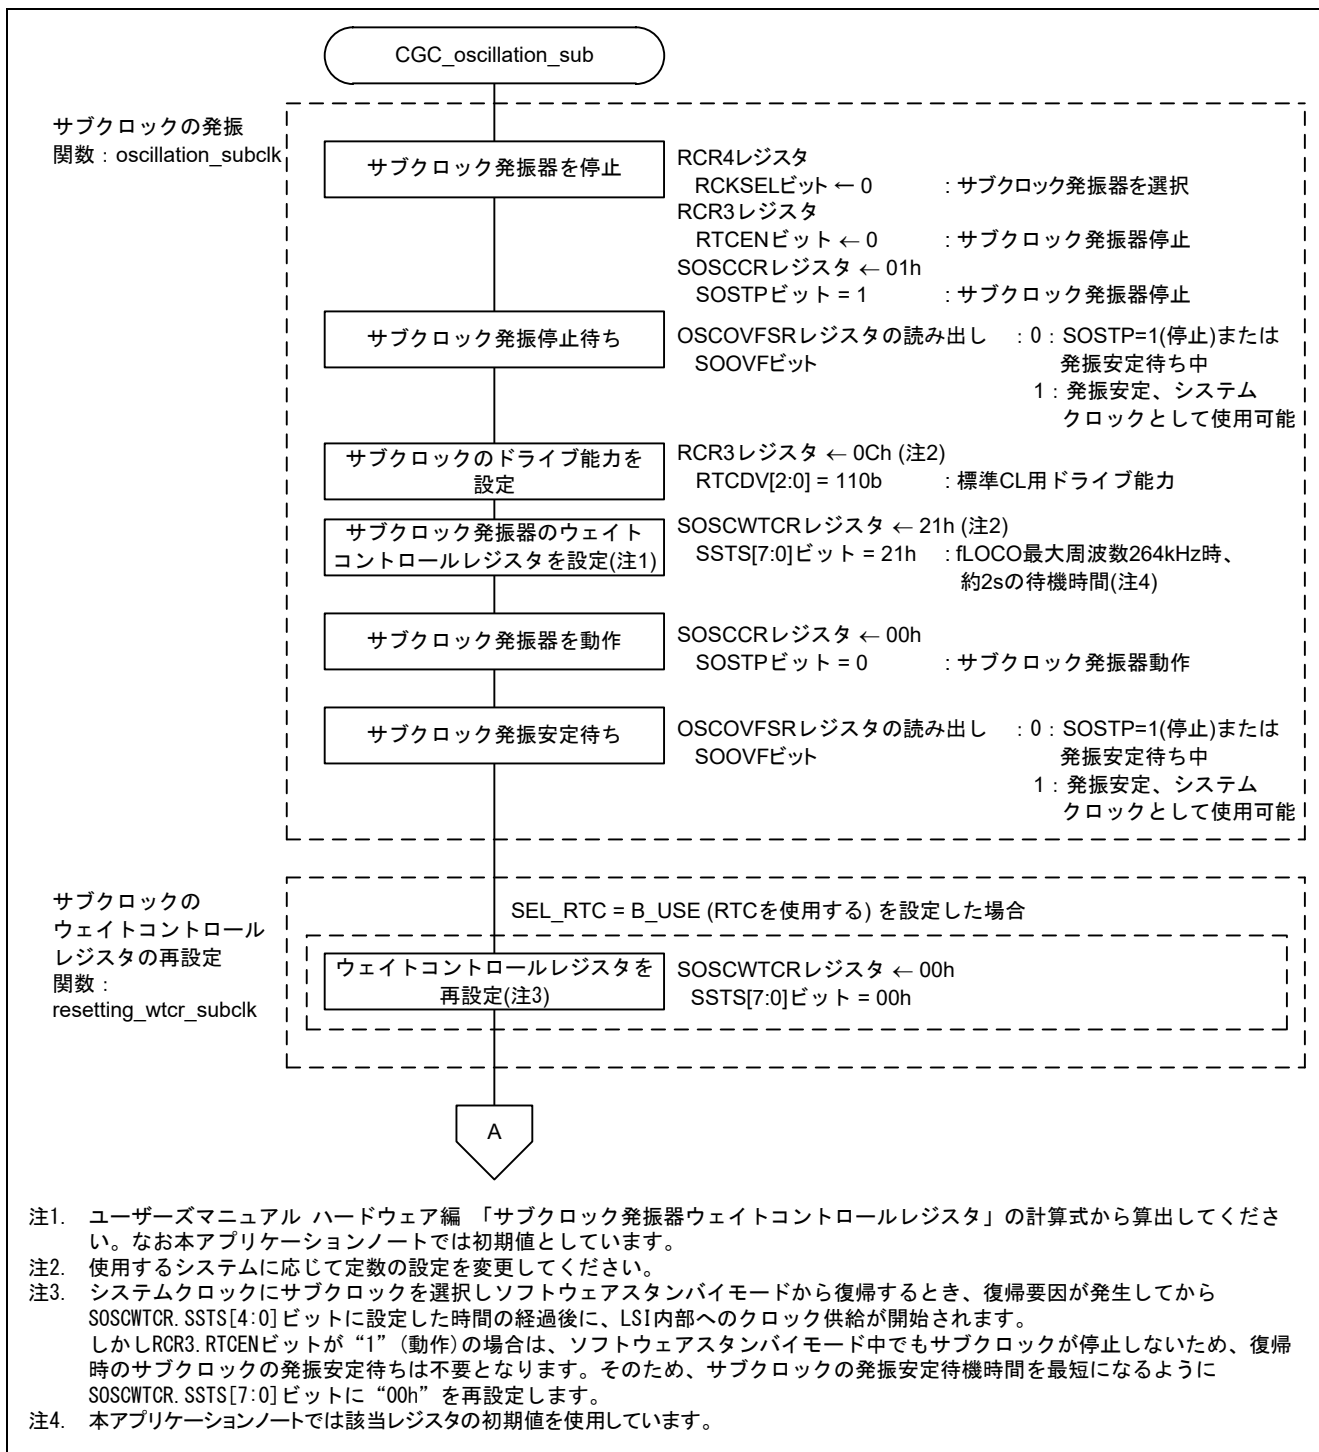 CGC_oscillation_sub
サブクロックの発振
関数：oscillation_subclk
サブクロック発振器を停止
RCR4レジスタ
RCKSELビット ← 0 : サブクロック発振器を選択
RCR3レジスタ
RTCENビット ← 0 : サブクロック発振器停止
SOSCCRレジスタ ← 01h
SOSTPビット = 1 : サブクロック発振器停止
サブクロック発振停止待ち
OSCOVFSRレジスタの読み出し : 0 : SOSTP=1(停止)または
SOOVFビット 発振安定待ち中
1 : 発振安定、システム
クロックとして使用可能
サブクロックのドライブ能力を
設定
RCR3レジスタ ← 0Ch (注2)
RTCDV[2:0] = 110b : 標準CL用ドライブ能力
サブクロック発振器のウェイト
コントロールレジスタを設定(注1)
SOSCWTCRレジスタ ← 21h (注2)
SSTS[7:0]ビット = 21h : fLOCO最大周波数264kHz時、
約2sの待機時間(注4)
サブクロック発振器を動作
SOSCCRレジスタ ← 00h
SOSTPビット = 0 : サブクロック発振器動作
サブクロック発振安定待ち
OSCOVFSRレジスタの読み出し : 0 : SOSTP=1(停止)または
SOOVFビット 発振安定待ち中
1 : 発振安定、システム
クロックとして使用可能
サブクロックの
ウェイトコントロール
レジスタの再設定
関数：
resetting_wtcr_subclk
SEL_RTC = B_USE (RTCを使用する) を設定した場合
ウェイトコントロールレジスタを
再設定(注3)
SOSCWTCRレジスタ ← 00h
SSTS[7:0]ビット = 00h
A
注1. ユーザーズマニュアル ハードウェア編 「サブクロック発振器ウェイトコントロールレジスタ」の計算式から算出してくださ
い。なお本アプリケーションノートでは初期値としています。
注2. 使用するシステムに応じて定数の設定を変更してください。
注3. システムクロックにサブクロックを選択しソフトウェアスタンバイモードから復帰するとき、復帰要因が発生してから
SOSCWTCR.SSTS[4:0]ビットに設定した時間の経過後に、LSI内部へのクロック供給が開始されます。
しかしRCR3.RTCENビットが“1”(動作)の場合は、ソフトウェアスタンバイモード中でもサブクロックが停止しないため、復帰
時のサブクロックの発振安定待ちは不要となります。そのため、サブクロックの発振安定待機時間を最短になるように
SOSCWTCR.SSTS[7:0]ビットに“00h”を再設定します。
注4. 本アプリケーションノートでは該当レジスタの初期値を使用しています。